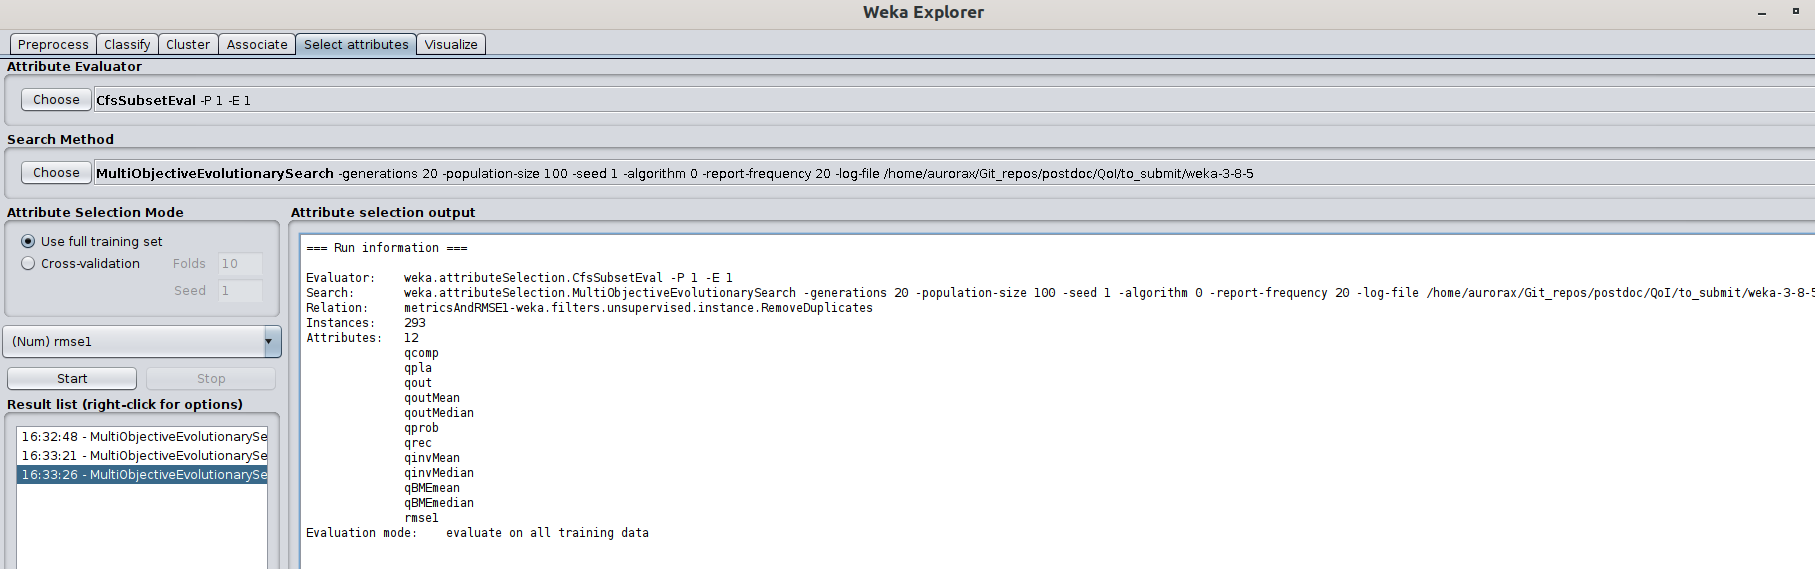 Weka Explorer
Preprocess Classify Cluster Associate Select attributes Visualize
Attribute Evaluator
Choose CfsSubsetEval -P 1 -E 1
Search Method
Choose MultiObjectiveEvolutionarySearch -generations 20 -population-size 100 -seed 1 -algorithm 0 -report-frequency 20 -log-file /home/aurorax/Git_repos/postdoc/QoI/to_submit/weka-3-8-5
Attribute Selection Mode
Use full training set
Cross-validation Folds 10
Seed 1
(Num) rmse1
Start Stop
Result list (right-click for options)
16:32:48 - MultiObjectiveEvolutionarySe
16:33:21 - MultiObjectiveEvolutionarySe
16:33:26 - MultiObjectiveEvolutionarySe
Attribute selection output
=== Run information ===
Evaluator: weka.attributeSelection.CfsSubsetEval -P 1 -E 1
Search: weka.attributeSelection.MultiObjectiveEvolutionarySearch -generations 20 -population-size 100 -seed 1 -algorithm 0 -report-frequency 20 -log-file /home/aurorax/Git_repos/postdoc/QoI/to_submit/weka-3-8-5
Relation: metricsAndRMSE1-weka.filters.unsupervised.instance.RemoveDuplicates
Instances: 293
Attributes: 12
qcomp
qpla
qout
qoutMean
qoutMedian
qprob
qrec
qinvMean
qinvMedian
qBMEmean
qBMEmedian
rmse1
Evaluation mode: evaluate on all training data